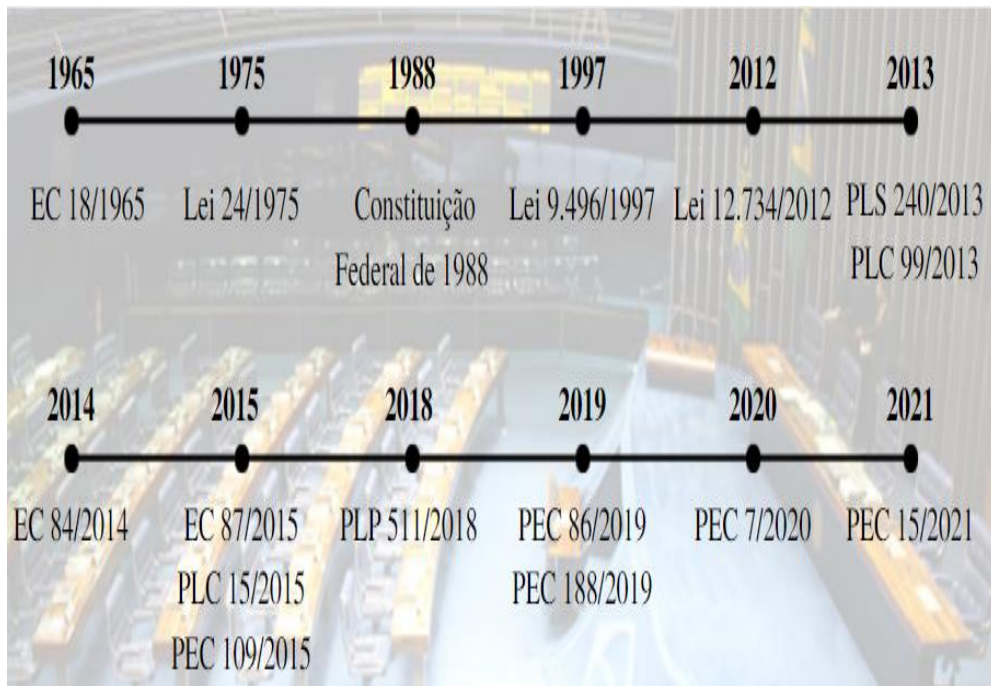 1965 1975 1988 1997 2012 2013
EC 18/1965 Lei 24/1975 Constituição Lei 9.496/1997 Lei 12.734/2012 PLS 240/2013
Federal de 1988 PLC 99/2013
2014 2015 2018 2019 2020 2021
EC 84/2014 EC 87/2015 PLP 511/2018 PEC 86/2019 PEC 7/2020 PEC 15/2021
PLC 15/2015 PEC 188/2019
PEC 109/2015